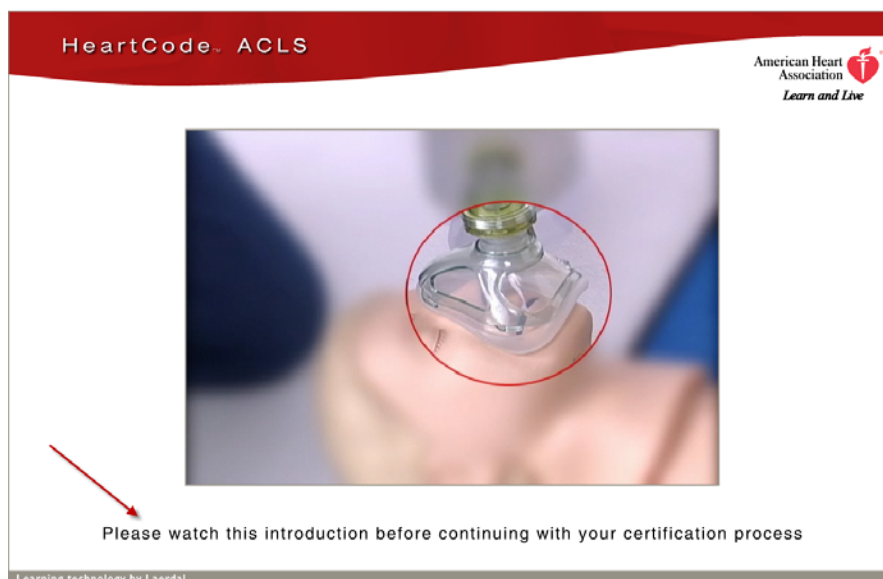 HeartCode™ ACLS
American Heart
Association®
Learn and Live
Please watch this introduction before continuing with your certification process
Learning technology by Laerdal